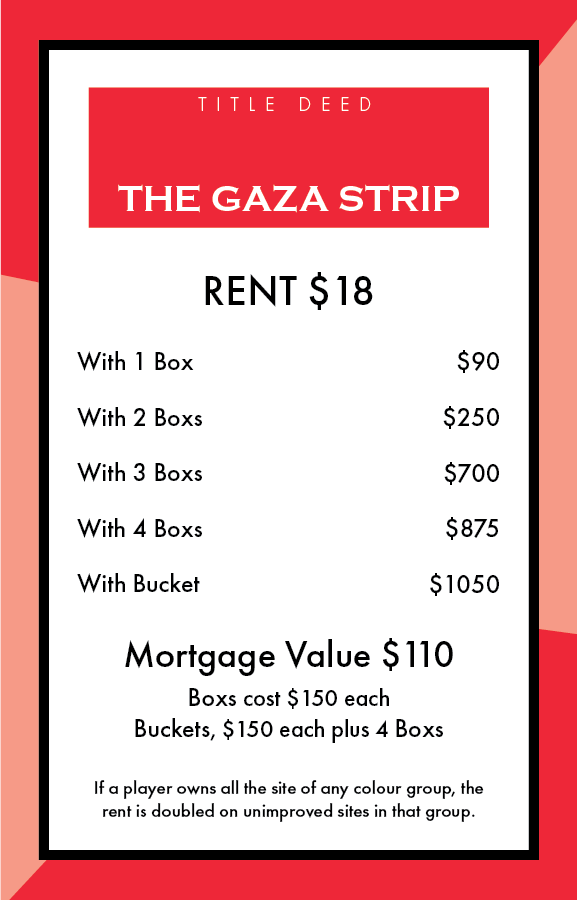 TITLE DEED
THE GAZA STRIP
RENT $18
With 1 Box $90
With 2 Boxs $250
With 3 Boxs $700
With 4 Boxs $875
With Bucket $1050
Mortgage Value $110
Boxs cost $150 each
Buckets, $150 each plus 4 Boxs
If a player owns all the site of any colour group, the
rent is doubled on unimproved sites in that group.